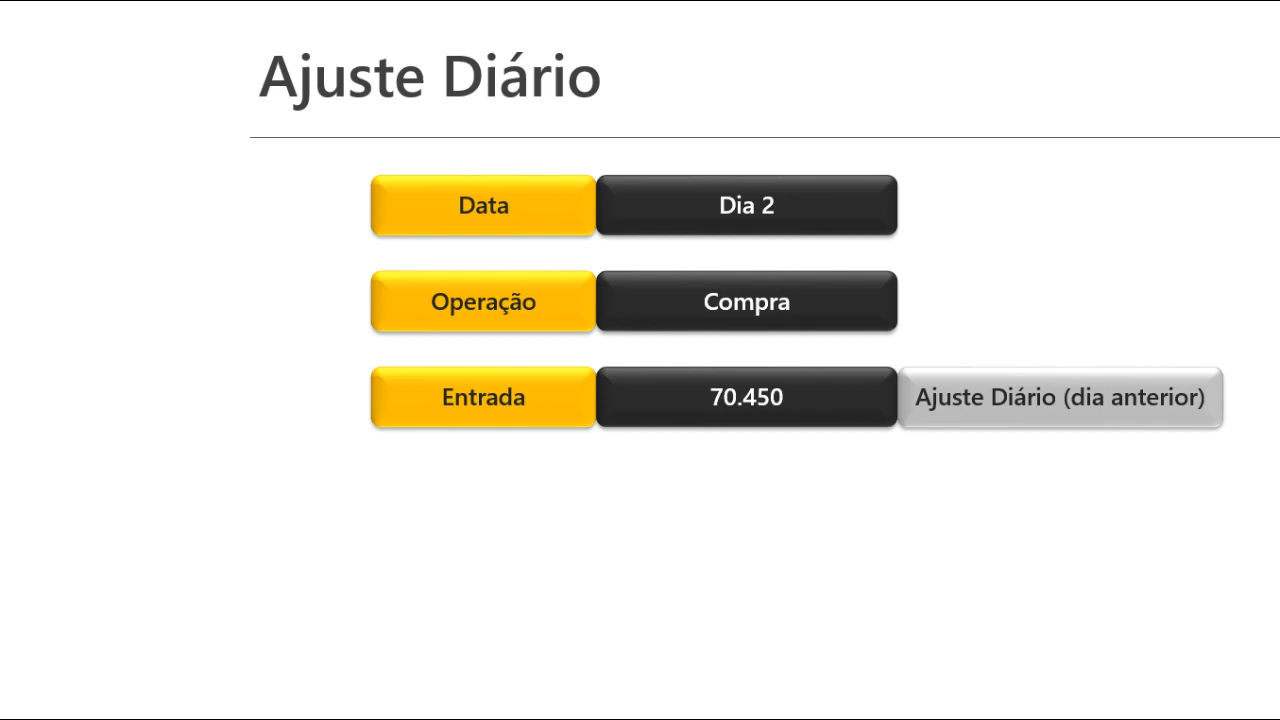 Ajuste Diário
Data Dia 2
Operação Compra
Entrada 70.450 Ajuste Diário (dia anterior)